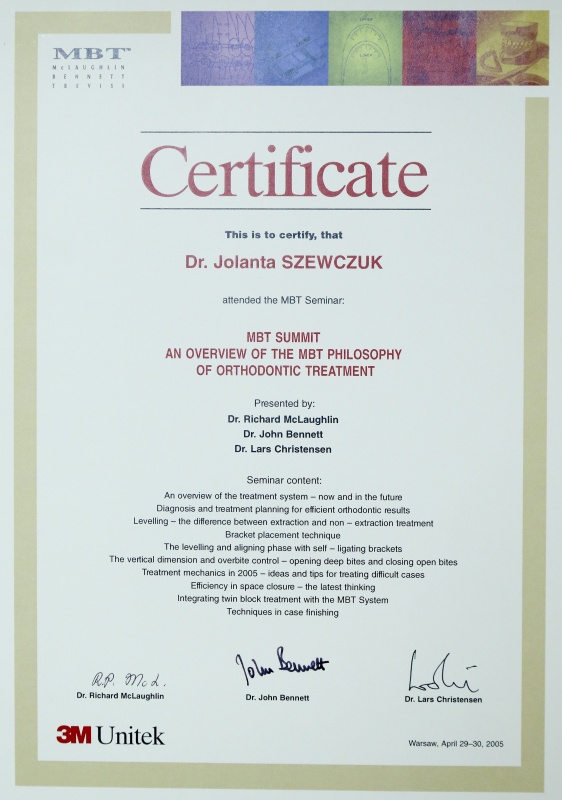 MBT™
McLAUGHLIN
BENNETT
TREVISI
Certificate
This is to certify, that
Dr. Jolanta SZEWCZUK
attended the MBT Seminar:
MBT SUMMIT
AN OVERVIEW OF THE MBT PHILOSOPHY
OF ORTHODONTIC TREATMENT
Presented by:
Dr. Richard McLaughlin
Dr. John Bennett
Dr. Lars Christensen
Seminar content:
An overview of the treatment system – now and in the future
Diagnosis and treatment planning for efficient orthodontic results
Levelling – the difference between extraction and non – extraction treatment
Bracket placement technique
The levelling and aligning phase with self – ligating brackets
The vertical dimension and overbite control – opening deep bites and closing open bites
Treatment mechanics in 2005 – ideas and tips for treating difficult cases
Efficiency in space closure – the latest thinking
Integrating twin block treatment with the MBT System
Techniques in case finishing
John Bennett
Dr. Richard McLaughlin
Dr. John Bennett
Dr. Lars Christensen
3M Unitek
Warsaw, April 29–30, 2005